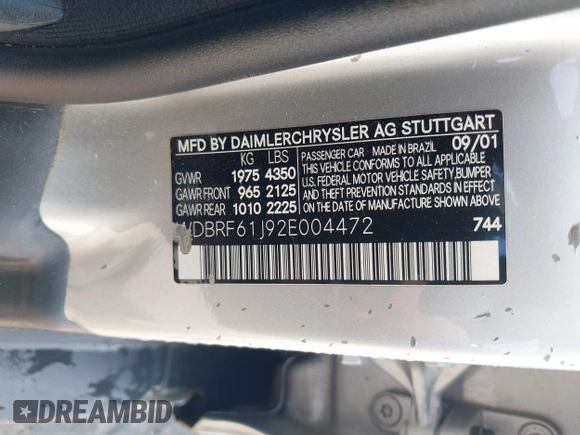 MFD BY DAIMLERCHRYSLER AG STUTTGART
KG LBS
GVWR 1975 4350
GAWR FRONT 965 2125
GAWR REAR 1010 2225
PASSENGER CAR MADE IN BRAZIL 09/01
THIS VEHICLE CONFORMS TO ALL APPLICABLE
U.S. FEDERAL MOTOR VEHICLE SAFETY, BUMPER
AND THEFT PREVENTION STANDARDS IN EFFECT
ON THE DATE OF MANUFACTURE SHOWN ABOVE
WDBRF61J92E004472
744
DREAMBID